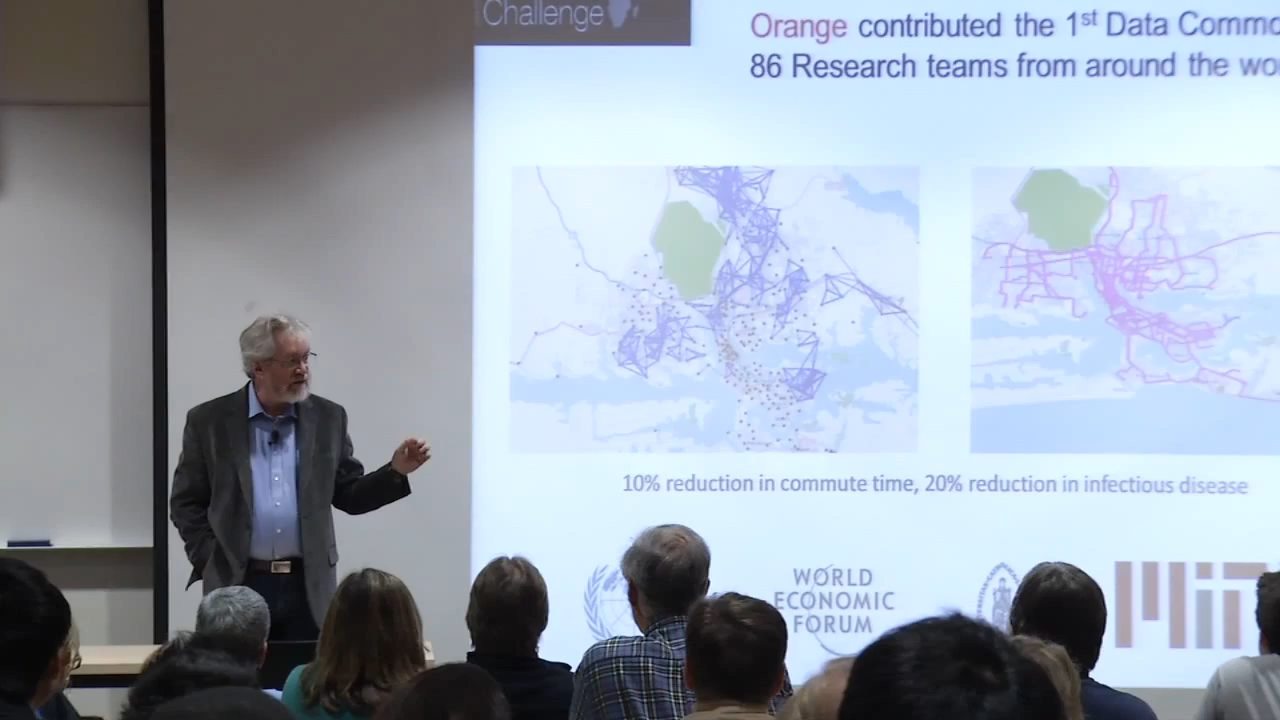 Challenge
Orange contributed the 1st Data Commo
86 Research teams from around the wo
10% reduction in commute time, 20% reduction in infectious disease
WORLD
ECONOMIC
FORUM
MIT